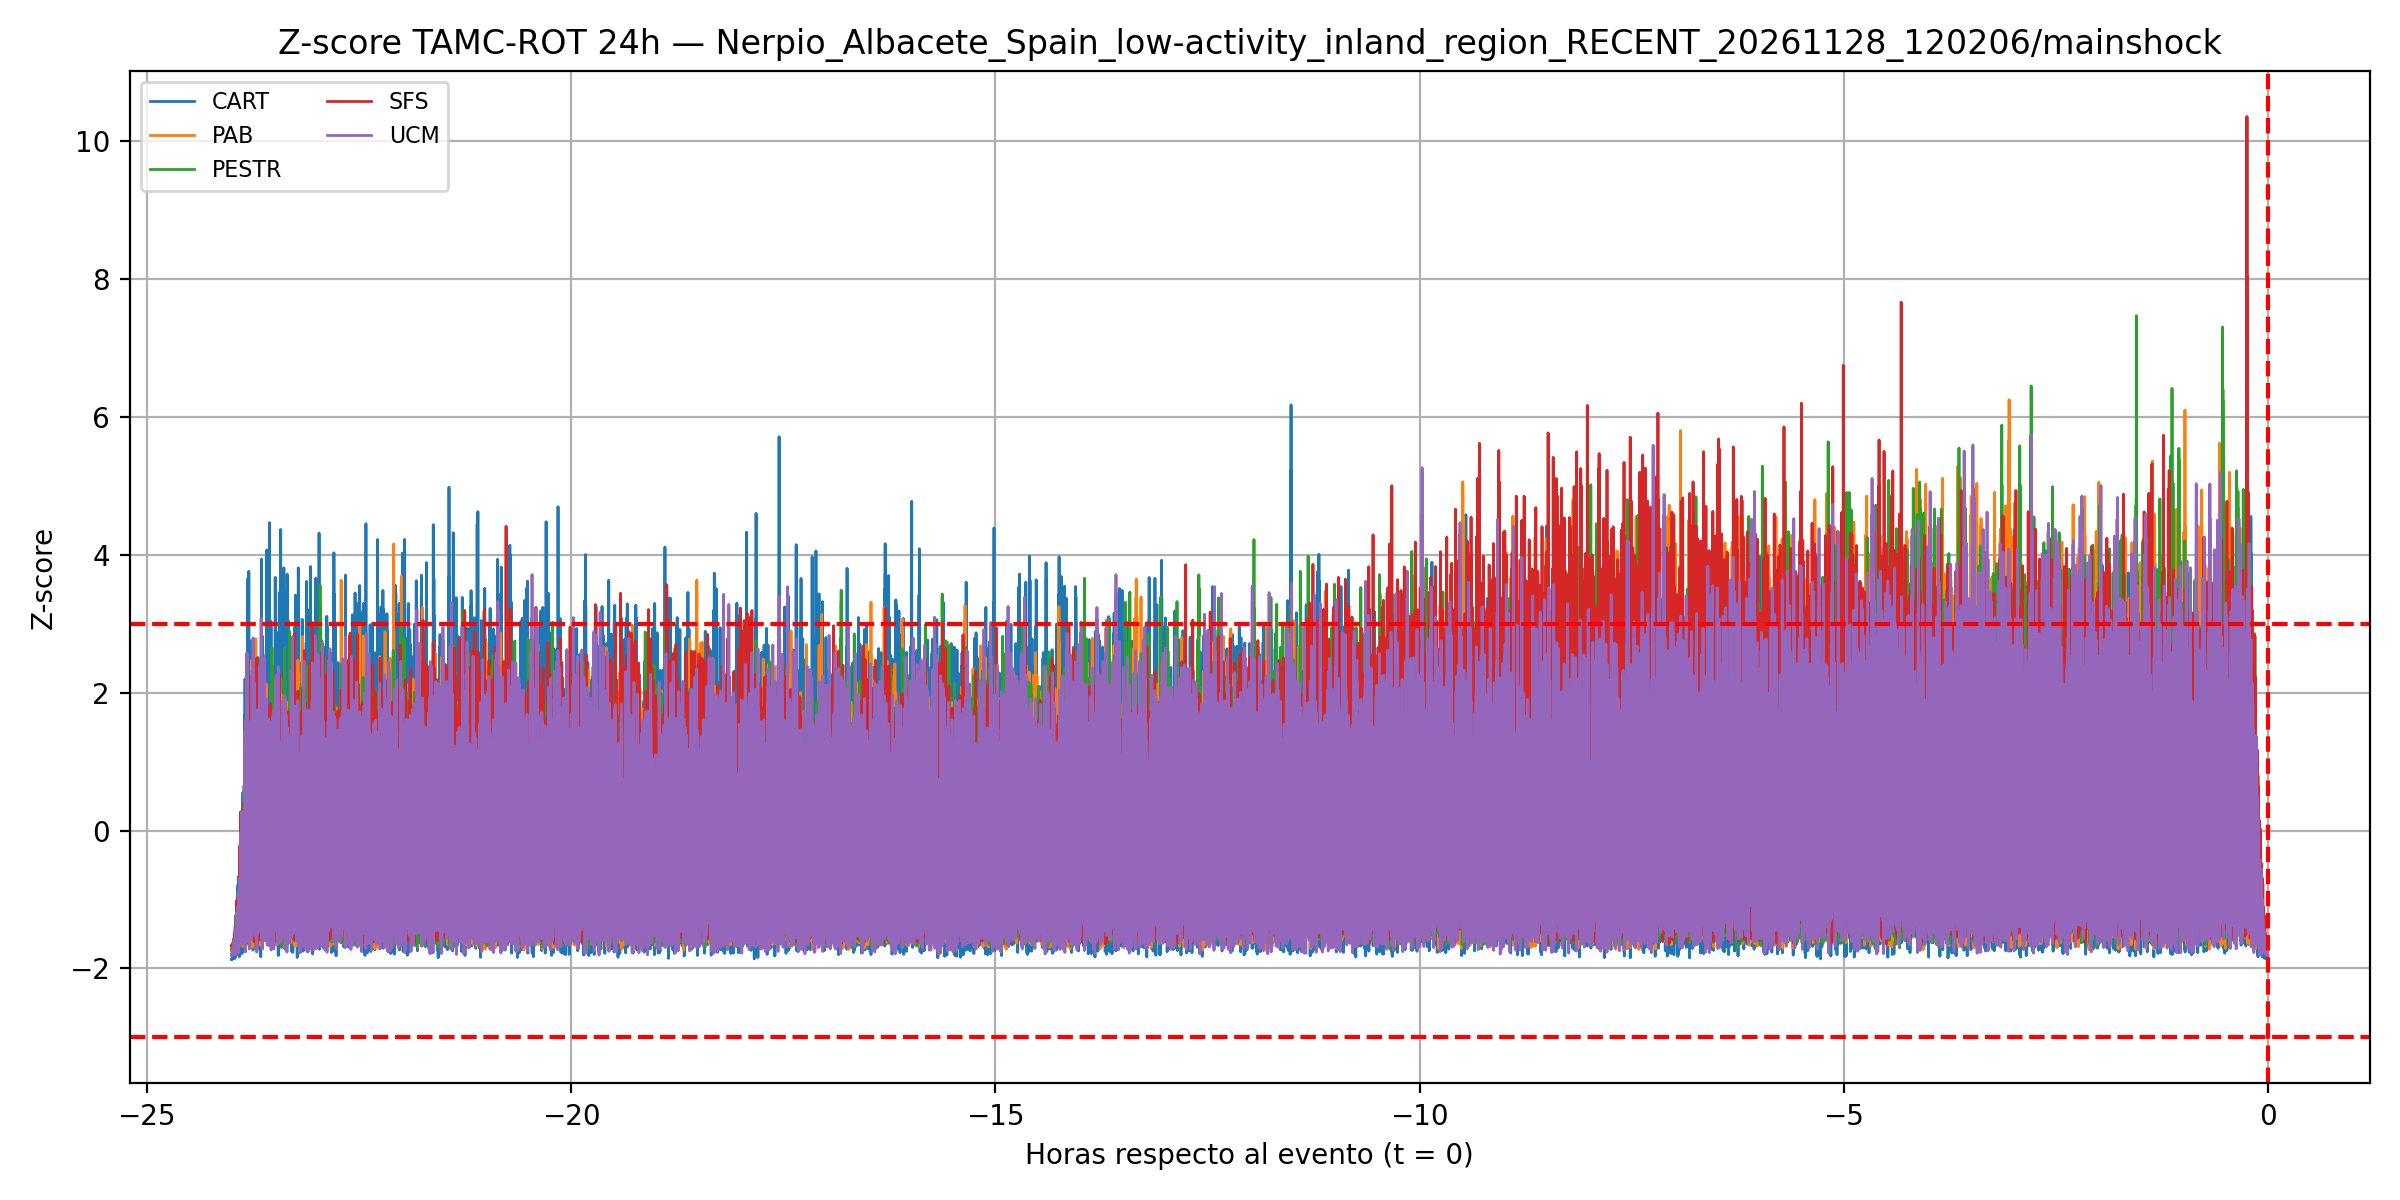 Z-score TAMC-ROT 24h — Nerpio_Albacete_Spain_low-activity_inland_region_RECENT_20261128_120206/mainshock
CART
PAB
PESTR
SFS
UCM
10
8
6
4
2
0
−2
Z-score
−25
−20
−15
−10
−5
0
Horas respecto al evento (t = 0)